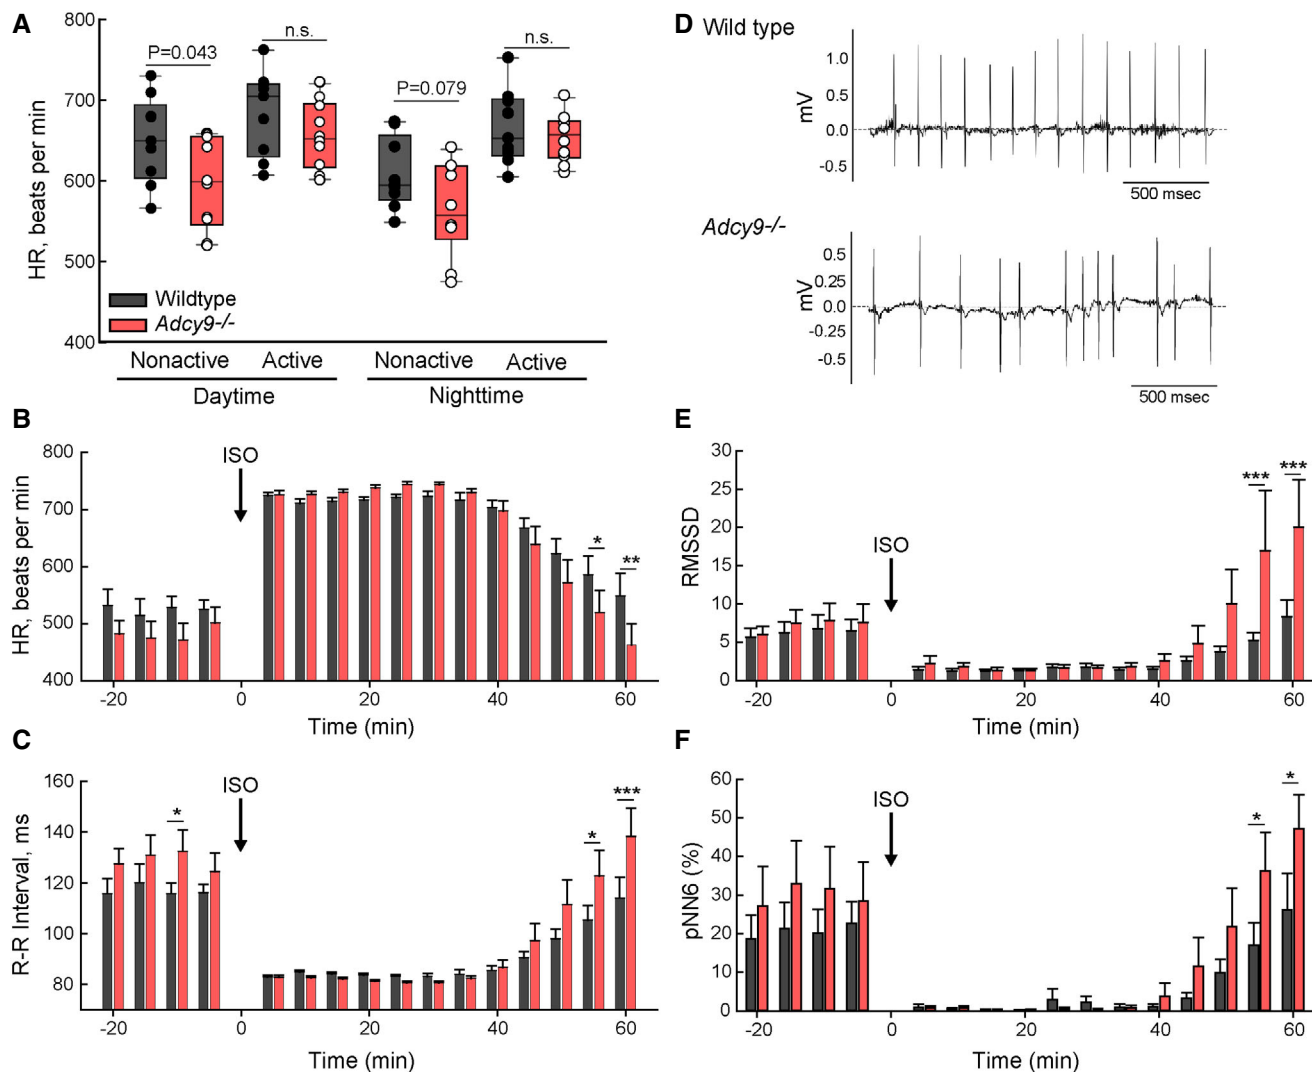 A
HR, beats per min
800
700
600
500
400
P=0.043
n.s.
P=0.079
n.s.
Wildtype
Adcy9-/-
Nonactive Active Nonactive Active
Daytime Nighttime
D
Wild type
mV
1.0
0.5
0.0
-0.5
500 msec
Adcy9-/-
mV
0.5
0.25
0.0
-0.25
-0.5
500 msec
B
HR, beats per min
800
700
600
500
400
ISO
* **
-20 0 20 40 60
Time (min)
E
RMSSD
30
25
20
15
10
5
0
ISO
*** ***
-20 0 20 40 60
Time (min)
C
R-R Interval, ms
160
140
120
100
80
*
ISO
* ***
-20 0 20 40 60
Time (min)
F
pNN6 (%)
60
50
40
30
20
10
0
ISO
* *
-20 0 20 40 60
Time (min)